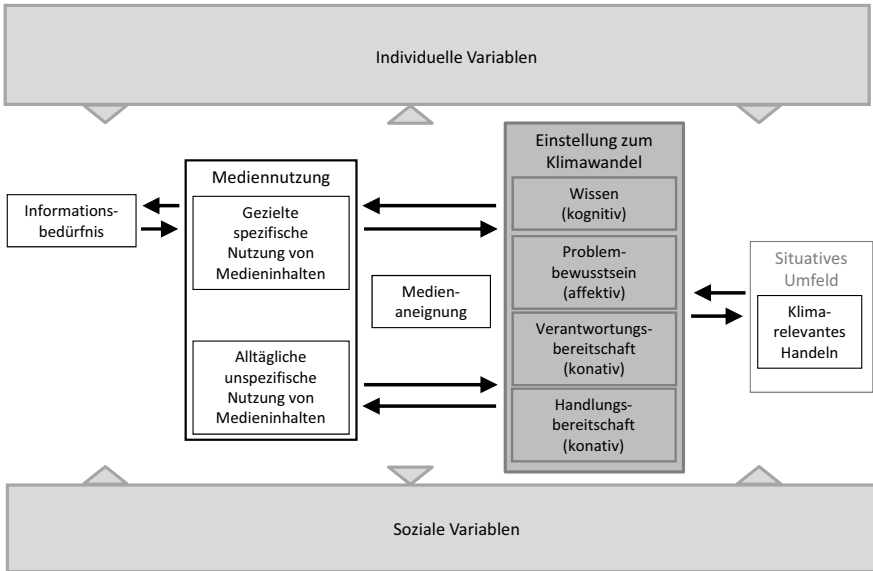 Individuelle Variablen
Informations-
bedürfnis
Mediennutzung
Gezielte
spezifische
Nutzung von
Medieninhalten
Alltägliche
unspezifische
Nutzung von
Medieninhalten
Medien-
aneignung
Einstellung zum
Klimawandel
Wissen
(kognitiv)
Problem-
bewusstsein
(affektiv)
Verantwortungs-
bereitschaft
(konativ)
Handlungs-
bereitschaft
(konativ)
Situatives
Umfeld
Klima-
relevantes
Handeln
Soziale Variablen